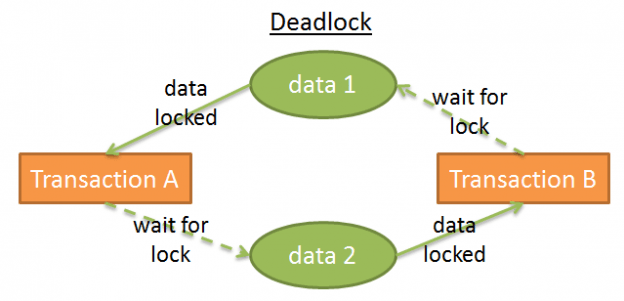 Deadlock
data 1
data
locked
wait for
lock
Transaction A
Transaction B
wait for
lock
data 2
data
locked